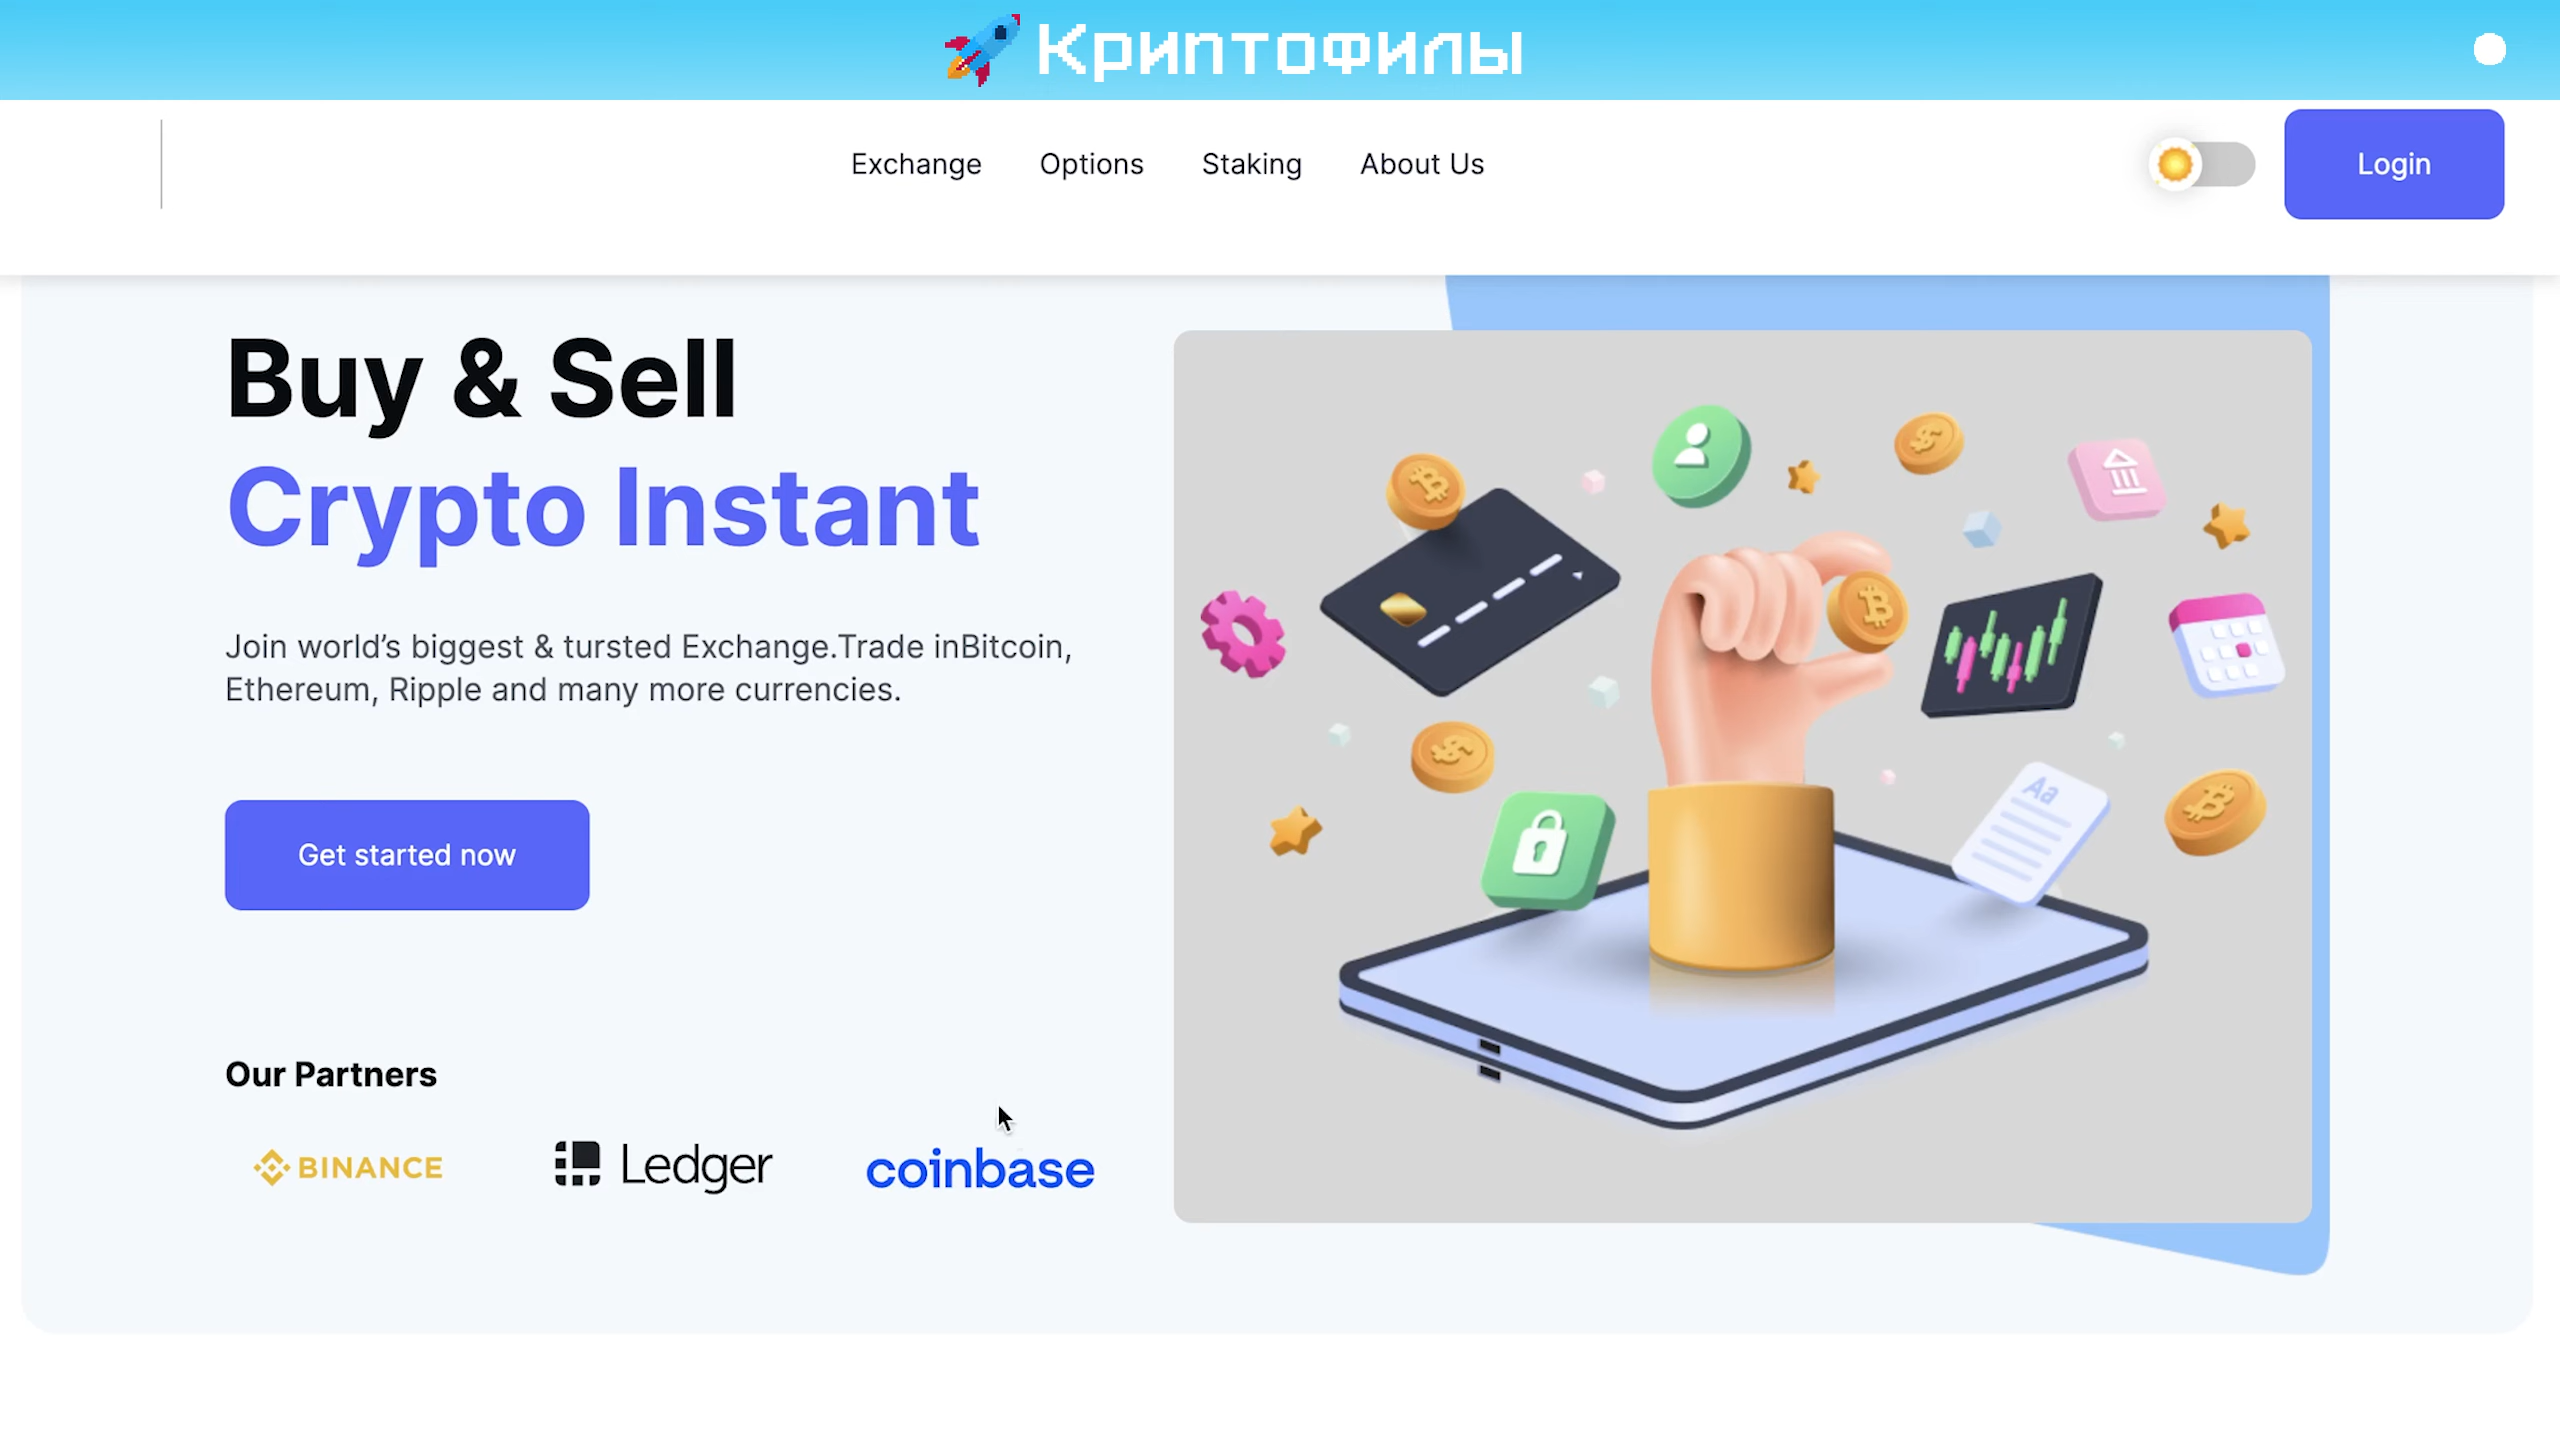 Криптофилы
Exchange Options Staking About Us
Login
Buy & Sell
Crypto Instant
Join world’s biggest & tursted Exchange.Trade inBitcoin,
Ethereum, Ripple and many more currencies.
Get started now
Our Partners
BINANCE Ledger coinbase
Aa